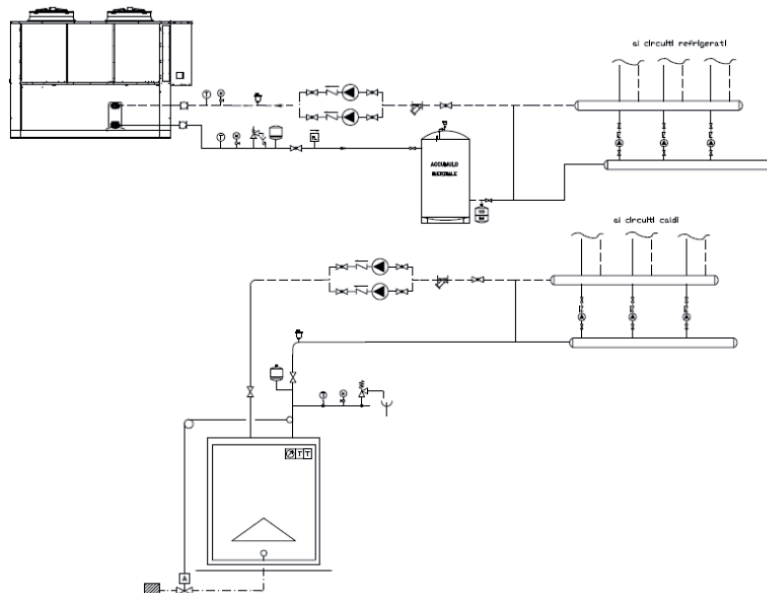 ai circuiti refrigerati
ACCUMULO
INERZIALE
ai circuiti caldi
T
T
T
T T
A